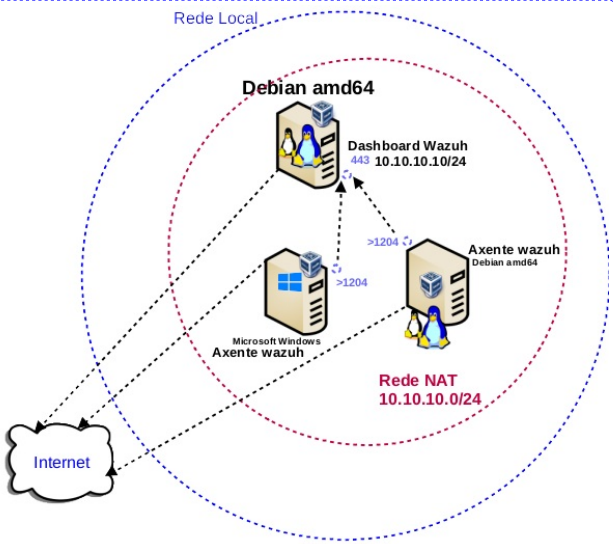 Rede Local
Debian amd64
Dashboard Wazuh
443 10.10.10.10/24
>1204
Axente wazuh
Debian amd64
>1204
Microsoft Windows
Axente wazuh
Rede NAT
10.10.10.0/24
Internet